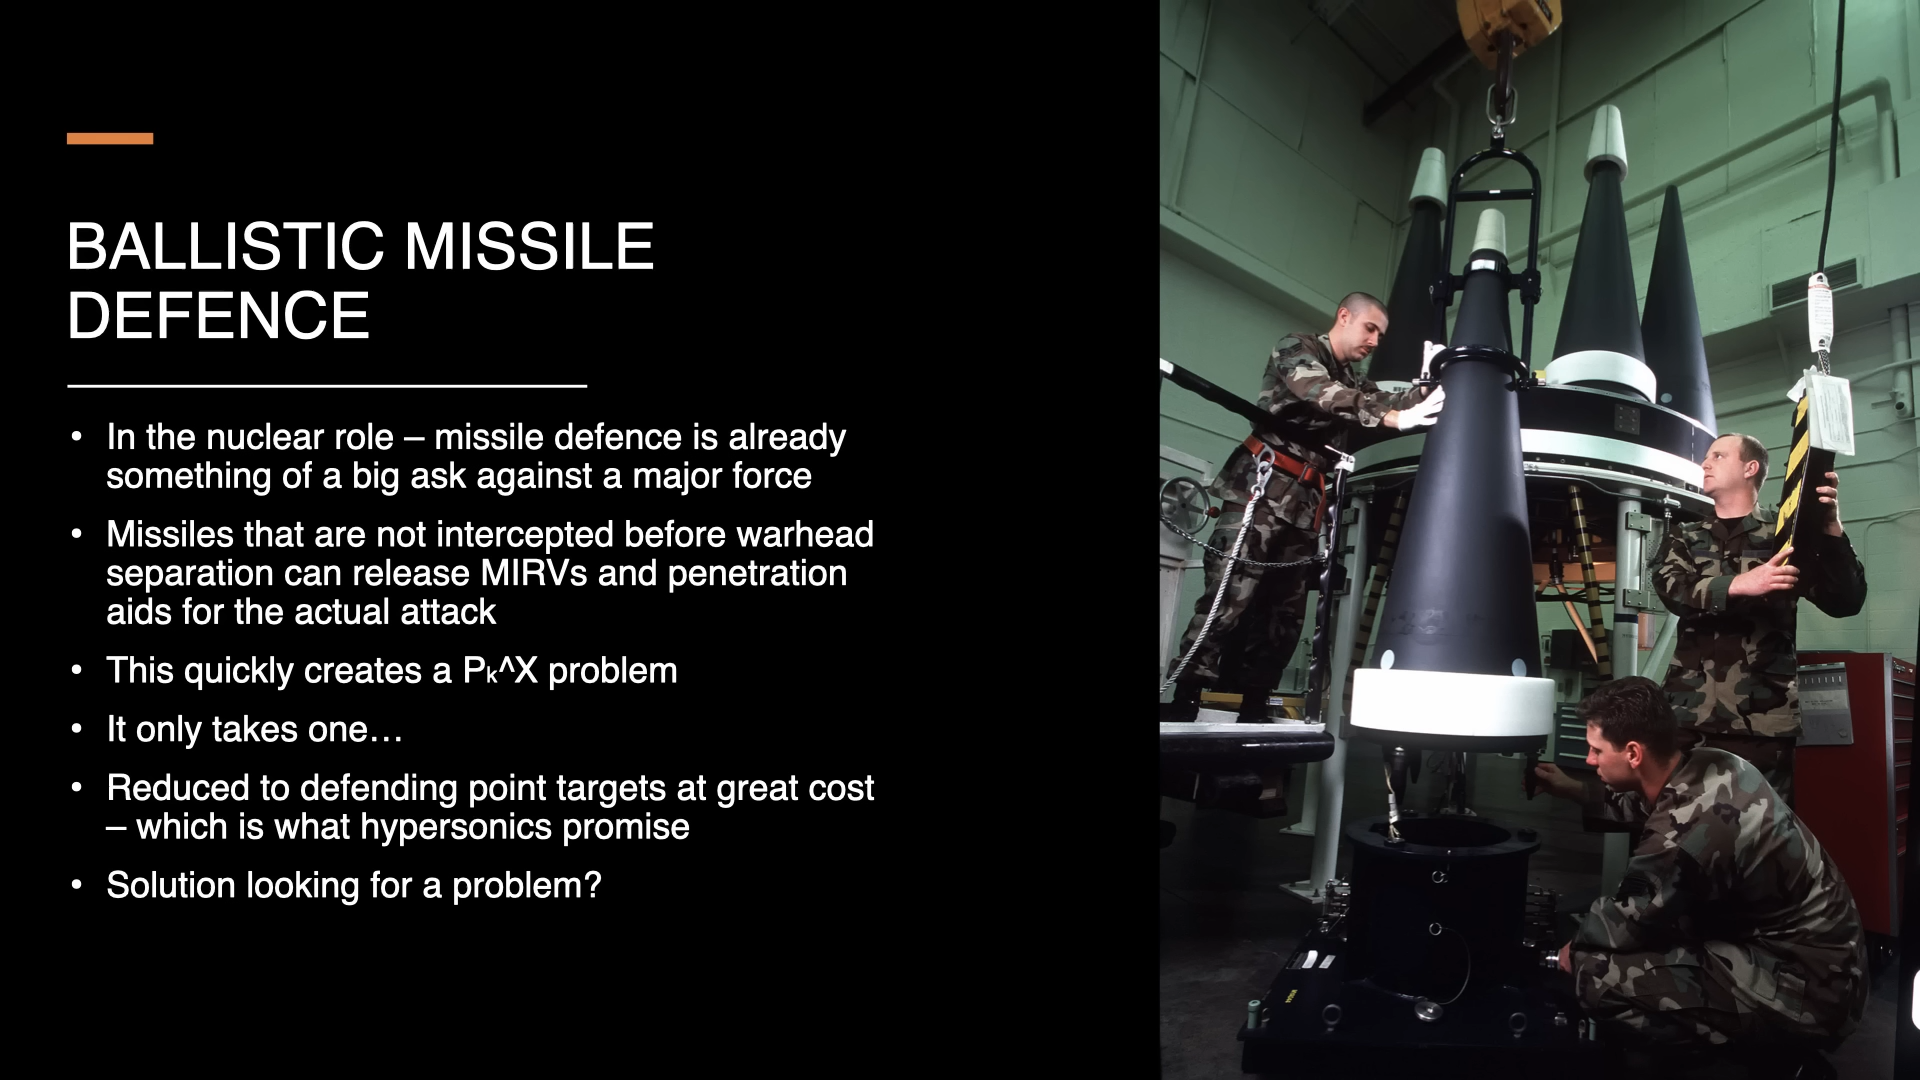 BALLISTIC MISSILE
DEFENCE
• In the nuclear role – missile defence is already
something of a big ask against a major force
• Missiles that are not intercepted before warhead
separation can release MIRVs and penetration
aids for the actual attack
• This quickly creates a Pₖ^X problem
• It only takes one…
• Reduced to defending point targets at great cost
– which is what hypersonics promise
• Solution looking for a problem?